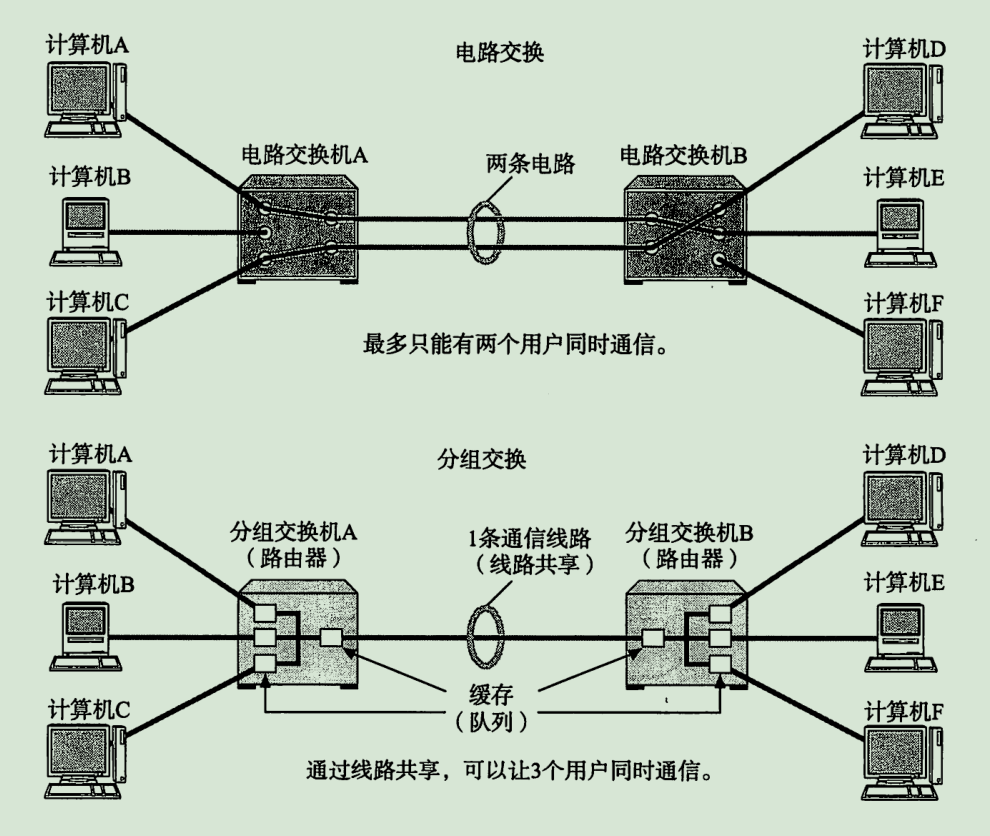 电路交换
计算机A
计算机D
电路交换机A
两条电路
电路交换机B
计算机B
计算机E
计算机C
计算机F
最多只能有两个用户同时通信。
分组交换
计算机A
计算机D
分组交换机A
（路由器）
1条通信线路
（线路共享）
分组交换机B
（路由器）
计算机B
计算机E
缓存
（队列）
计算机C
计算机F
通过线路共享，可以让3个用户同时通信。